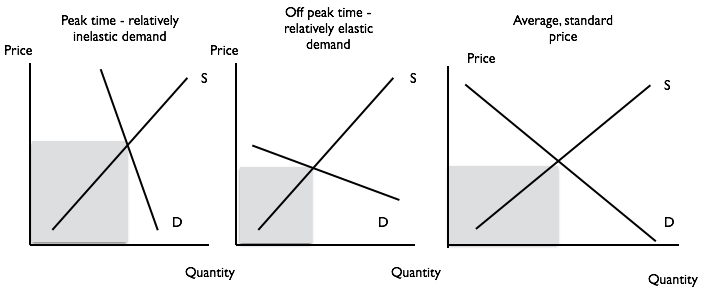 Peak time - relatively
inelastic demand
Price
S
D
Quantity
Off peak time -
relatively elastic
demand
Price
S
D
Quantity
Average, standard
price
Price
S
D
Quantity